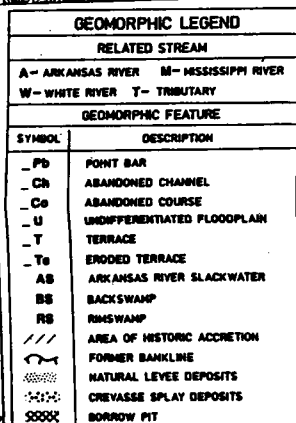 GEOMORPHIC LEGEND
RELATED STREAM
A- ARKANSAS RIVER M- MISSISSIPPI RIVER
W- WHITE RIVER T- TRIBUTARY
GEOMORPHIC FEATURE
SYMBOL DESCRIPTION
_Pb POINT BAR
_Ch ABANDONED CHANNEL
_Co ABANDONED COURSE
_U UNDIFFERENTIATED FLOODPLAIN
_T TERRACE
_Te ERODED TERRACE
AS ARKANSAS RIVER SLACKWATER
BS BACKSWAMP
RS RIMSWAMP
AREA OF HISTORIC ACCRETION
FORMER BANKLINE
NATURAL LEVEE DEPOSITS
CREVASSE SPLAY DEPOSITS
BORROW PIT